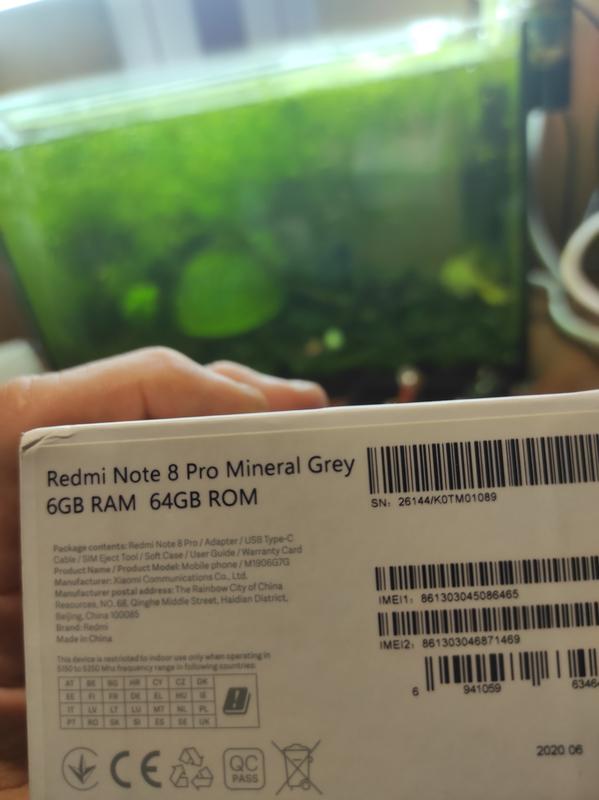 Redmi Note 8 Pro Mineral Grey
6GB RAM 64GB ROM
SN: 26144/K0TM01089
Package contents: Redmi Note 8 Pro / Adapter / USB Type-C
Cable / SIM Eject Tool / Soft Case / User Guide / Warranty Card
Product Name / Product Model: Mobile phone / M1906G7G
Manufacturer: Xiaomi Communications Co., Ltd.
Manufacturer postal address: The Rainbow City of China
Resources, NO. 68, Qinghe Middle Street, Haidian District,
Beijing, China 100085
Brand: Redmi
Made in China
IMEI1: 861303045086465
IMEI2: 861303046871469
6 941059 6346
This device is restricted to indoor use only when operating in
5150 to 5350 Mhz frequency range in following countries:
AT BE BG HR CY CZ DK
EE FI FR DE EL HU IE
IT LV LT LU MT NL PL
PT RO SK SI ES SE UK
CE
QC
PASS
2020.06